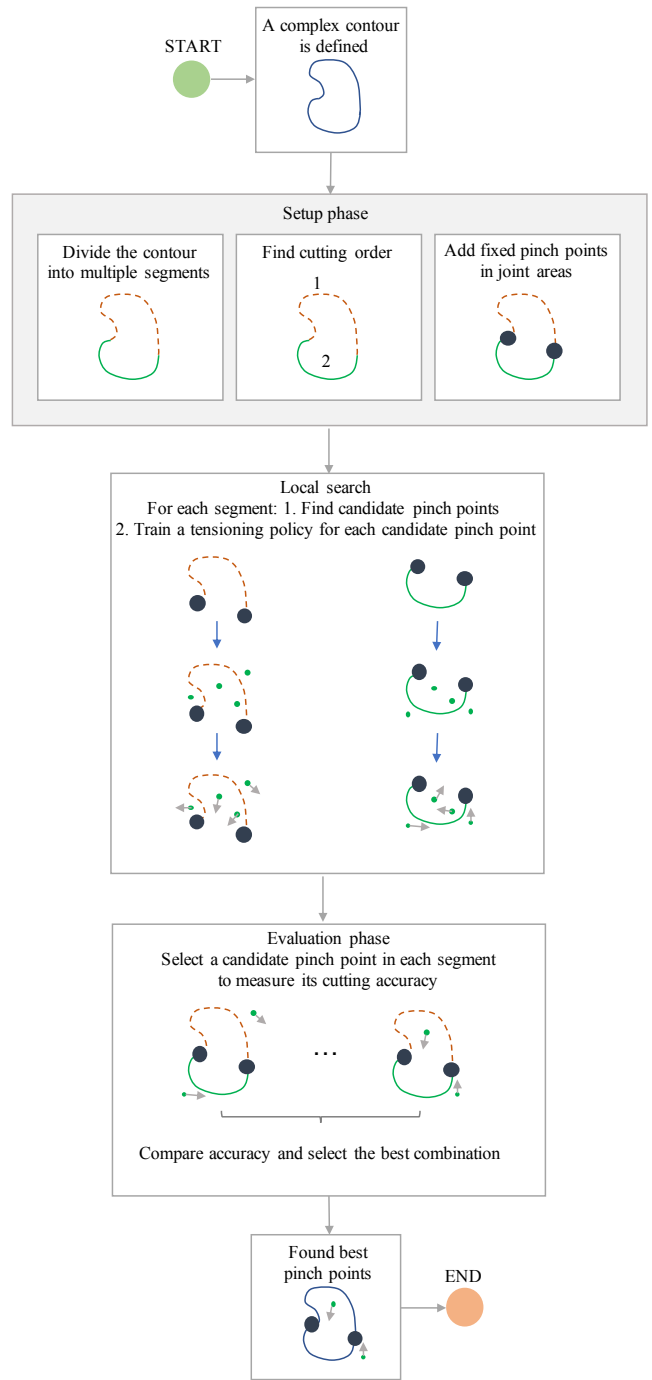 START
A complex contour
is defined
Setup phase
Divide the contour
into multiple segments
Find cutting order
1
2
Add fixed pinch points
in joint areas
Local search
For each segment: 1. Find candidate pinch points
2. Train a tensioning policy for each candidate pinch point
Evaluation phase
Select a candidate pinch point in each segment
to measure its cutting accuracy
...
Compare accuracy and select the best combination
Found best
pinch points
END